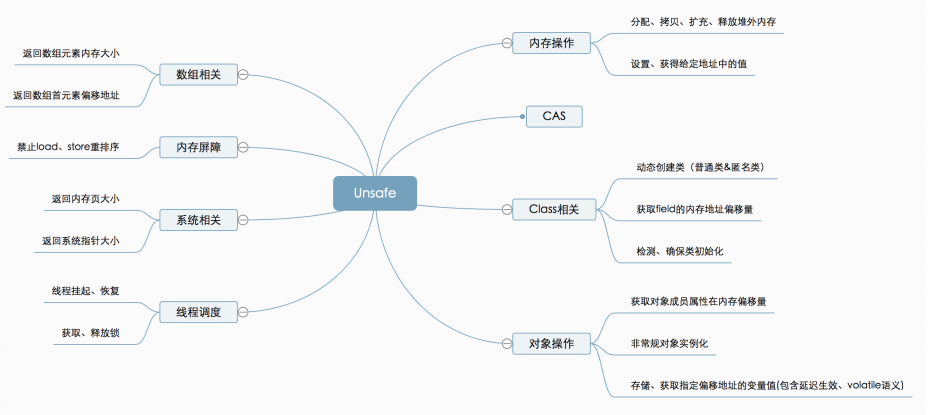 Unsafe
数组相关
返回数组元素内存大小
返回数组首元素偏移地址
内存屏障
禁止load、store重排序
系统相关
返回内存页大小
返回系统指针大小
线程调度
线程挂起、恢复
获取、释放锁
内存操作
分配、拷贝、扩充、释放堆外内存
设置、获得给定地址中的值
CAS
Class相关
动态创建类（普通类&匿名类）
获取field的内存地址偏移量
检测、确保类初始化
对象操作
获取对象成员属性在内存偏移量
非常规对象实例化
存储、获取指定偏移地址的变量值(包含延迟生效、volatile语义)